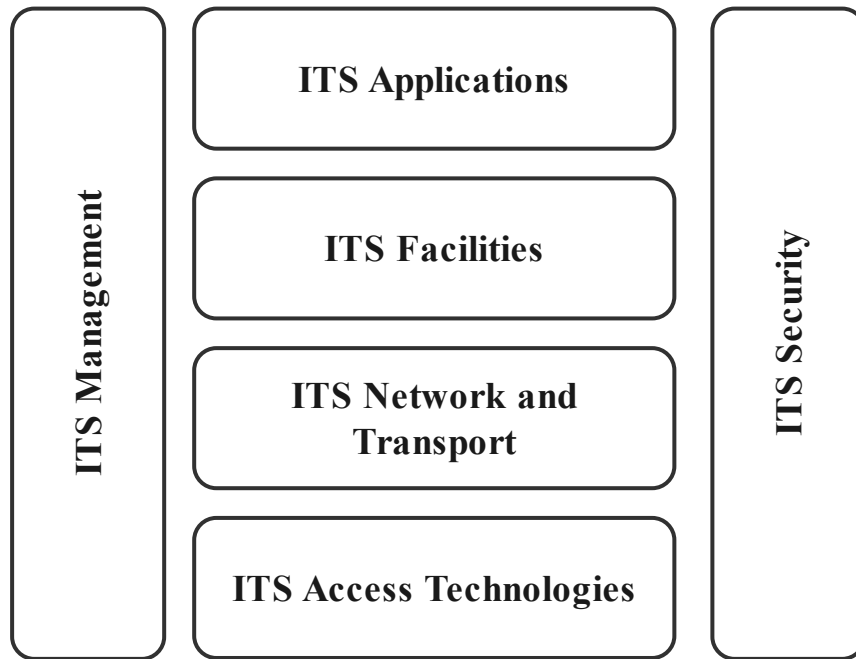 ITS Management
ITS Applications
ITS Facilities
ITS Network and
Transport
ITS Access Technologies
ITS Security